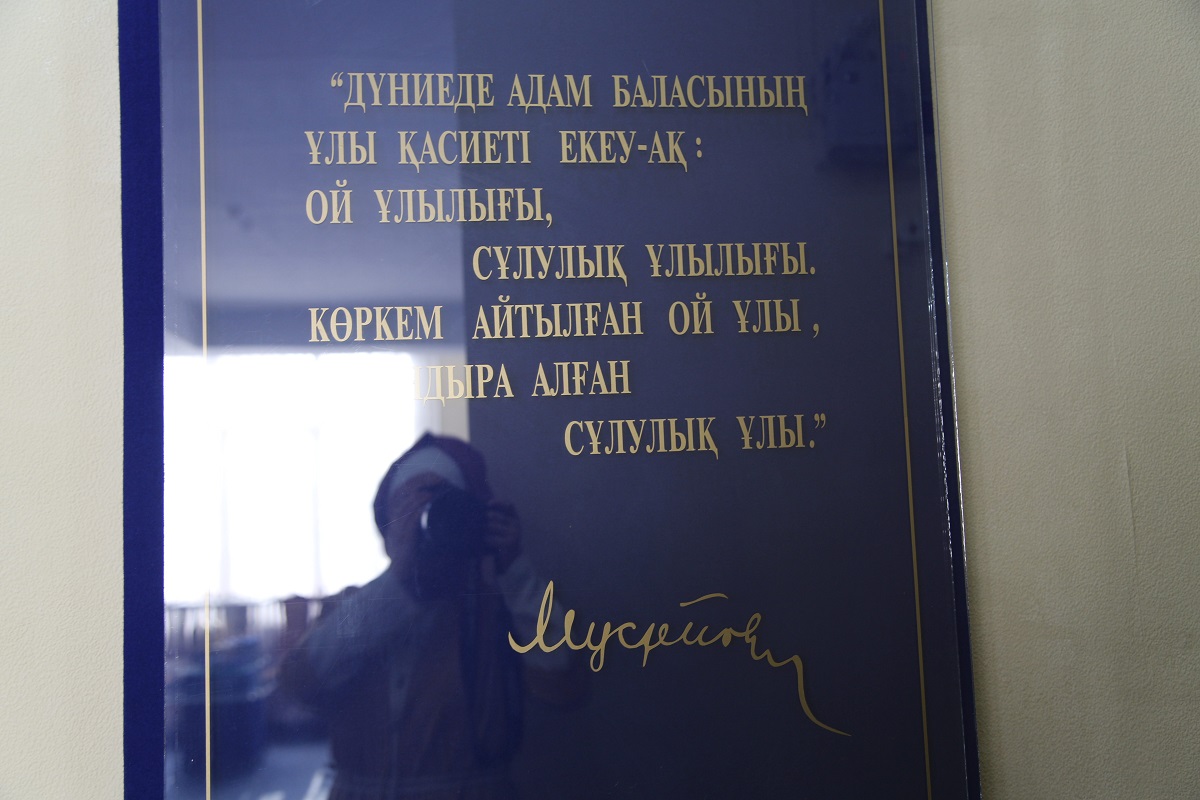 “ДҮНИЕДЕ АДАМ БАЛАСЫНЫҢ
ҰЛЫ ҚАСИЕТІ ЕКЕУ-АҚ:
ОЙ ҰЛЫЛЫҒЫ,
СҰЛУЛЫҚ ҰЛЫЛЫҒЫ.
КӨРКЕМ АЙТЫЛҒАН ОЙ ҰЛЫ,
АЛҒАН
СҰЛУЛЫҚ ҰЛЫ.”